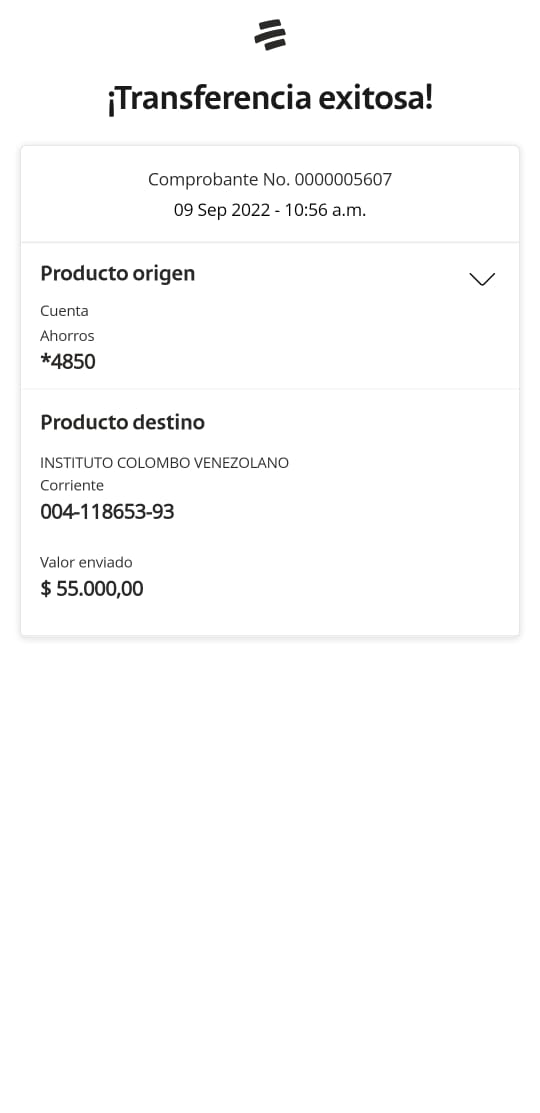 ¡Transferencia exitosa!
Comprobante No. 0000005607
09 Sep 2022 - 10:56 a.m.
Producto origen
Cuenta
Ahorros
*4850
Producto destino
INSTITUTO COLOMBO VENEZOLANO
Corriente
004-118653-93
Valor enviado
$ 55.000,00